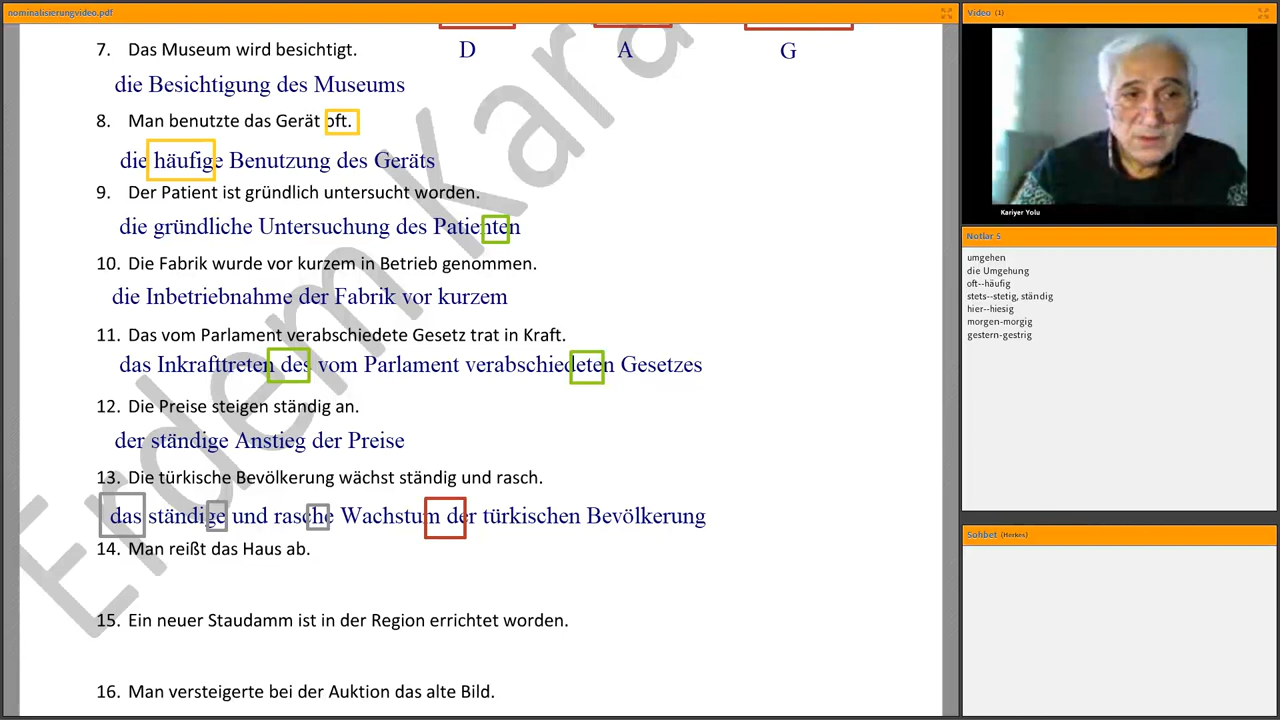 nominalisierungvideo.pdf
7. Das Museum wird besichtigt.
D A G
die Besichtigung des Museums
8. Man benutzte das Gerät oft.
die häufige Benutzung des Geräts
9. Der Patient ist gründlich untersucht worden.
die gründliche Untersuchung des Patienten
10. Die Fabrik wurde vor kurzem in Betrieb genommen.
die Inbetriebnahme der Fabrik vor kurzem
11. Das vom Parlament verabschiedete Gesetz trat in Kraft.
das Inkrafttreten des vom Parlament verabschiedeten Gesetzes
12. Die Preise steigen ständig an.
der ständige Anstieg der Preise
13. Die türkische Bevölkerung wächst ständig und rasch.
das ständige und rasche Wachstum der türkischen Bevölkerung
14. Man reißt das Haus ab.
15. Ein neuer Staudamm ist in der Region errichtet worden.
16. Man versteigerte bei der Auktion das alte Bild.
Erdem Kara
Video (1)
Kariyer Yolu
Notlar 5
umgehen
die Umgehung
oft--häufig
stets--stetig, ständig
hier--hiesig
morgen-morgig
gestern-gestrig
Sohbet (Herkes)